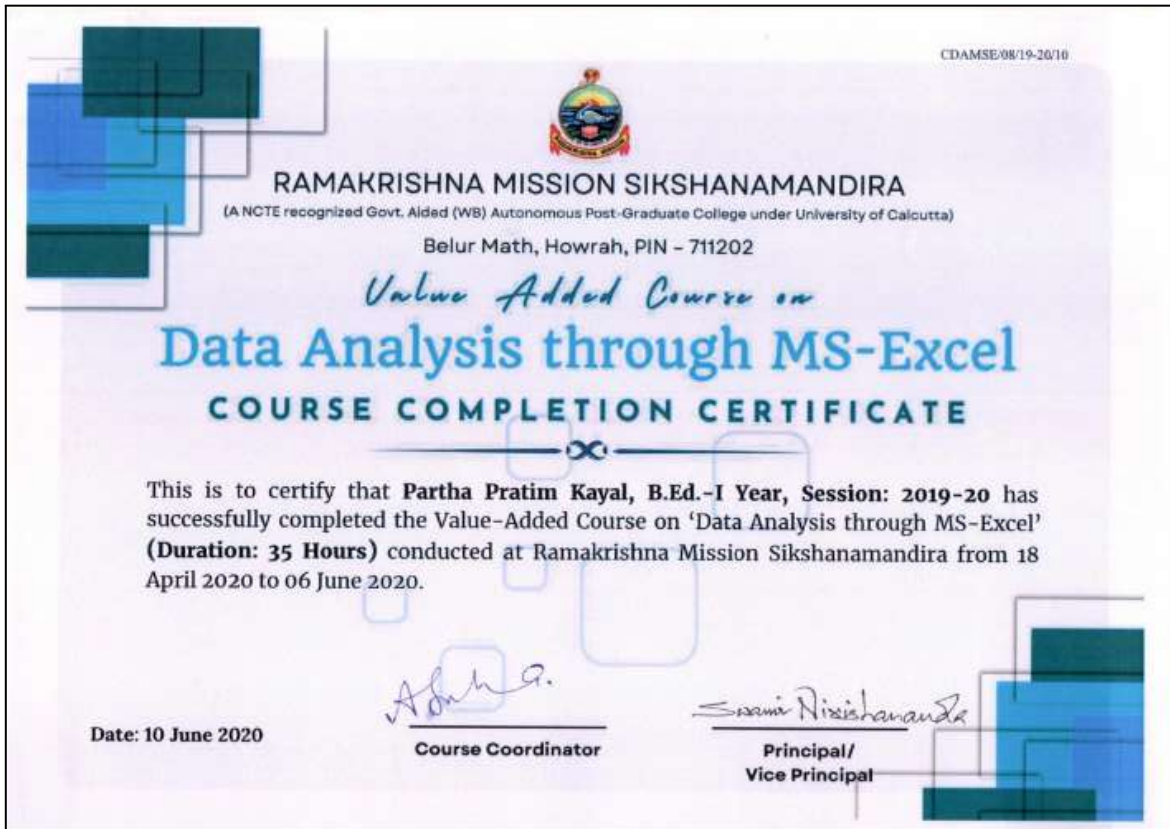 CDAMSE/08/19-20/10
RAMAKRISHNA MISSION
RAMAKRISHNA MISSION SIKSHANAMANDIRA
(A NCTE recognized Govt. Aided (WB) Autonomous Post-Graduate College under University of Calcutta)
Belur Math, Howrah, PIN – 711202
Value Added Course on
Data Analysis through MS-Excel
COURSE COMPLETION CERTIFICATE
This is to certify that Partha Pratim Kayal, B.Ed.-I Year, Session: 2019-20 has
successfully completed the Value-Added Course on ‘Data Analysis through MS-Excel’
(Duration: 35 Hours) conducted at Ramakrishna Mission Sikshanamandira from 18
April 2020 to 06 June 2020.
Swami
Date: 10 June 2020
Course Coordinator
Principal/
Vice Principal